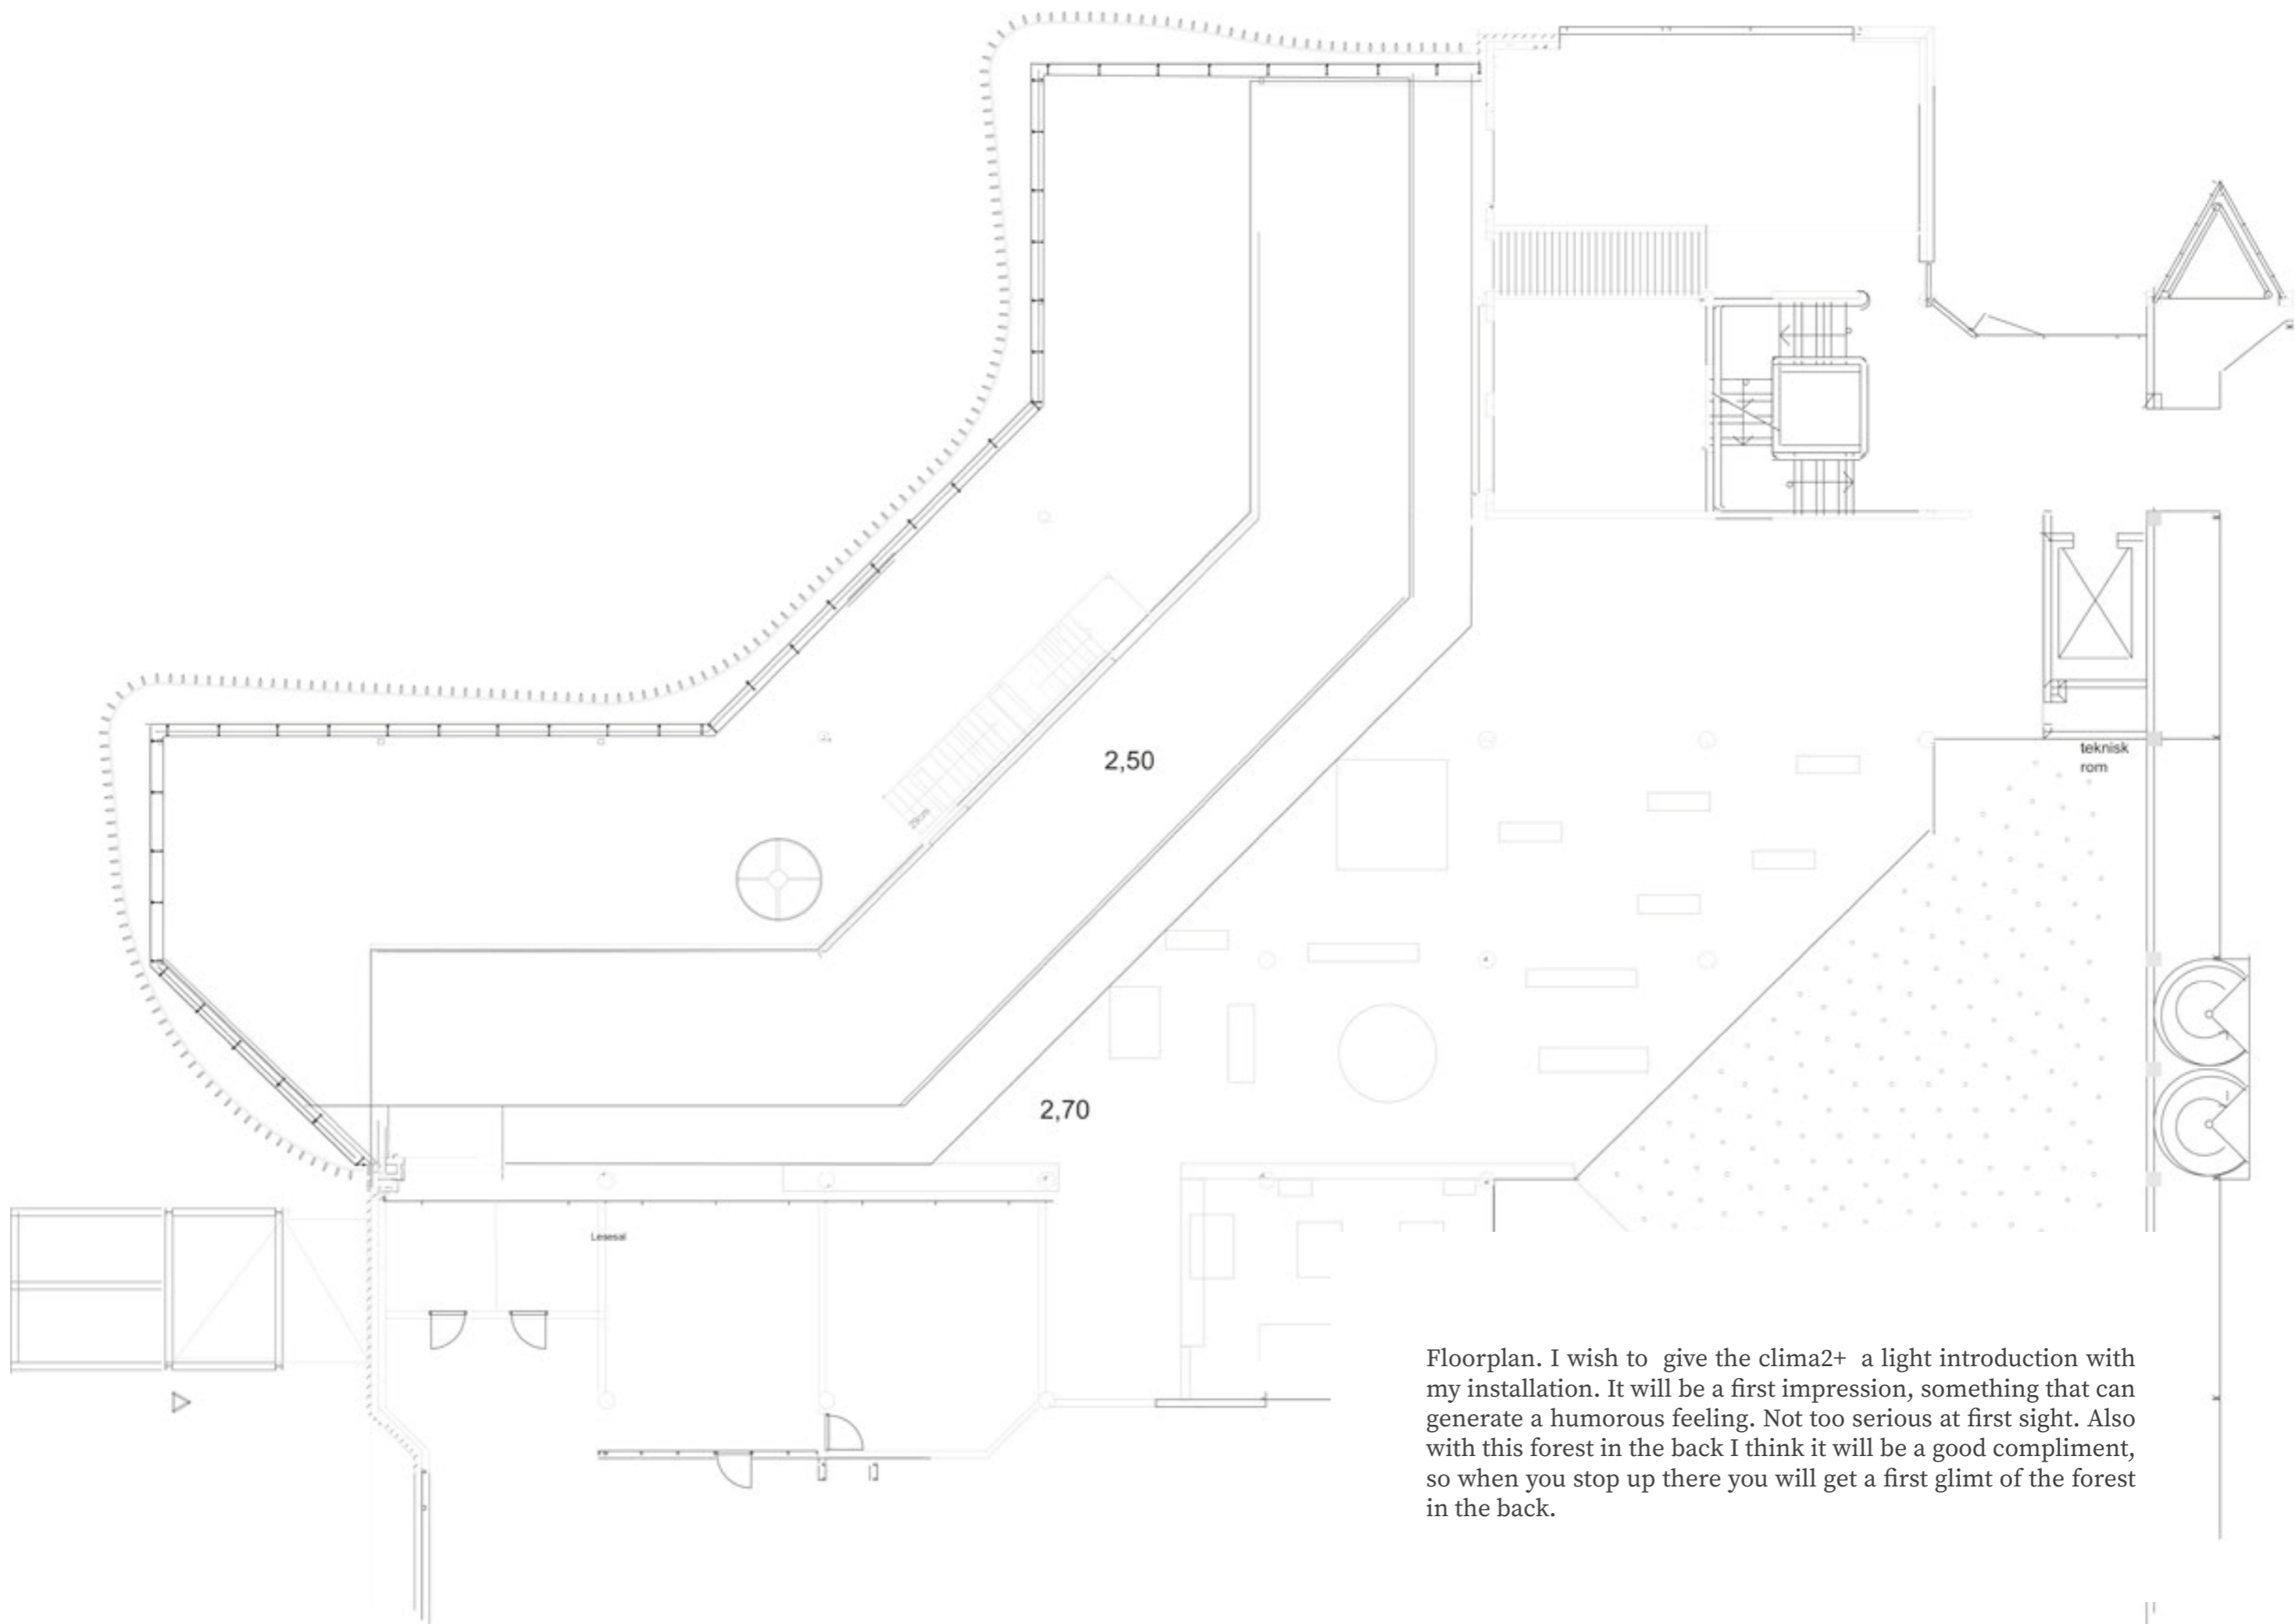 teknisk
rom
2,50
29cm
2,70
Lesesal
Floorplan. I wish to give the clima2+ a light introduction with
my installation. It will be a first impression, something that can
generate a humorous feeling. Not too serious at first sight. Also
with this forest in the back I think it will be a good compliment,
so when you stop up there you will get a first glimt of the forest
in the back.